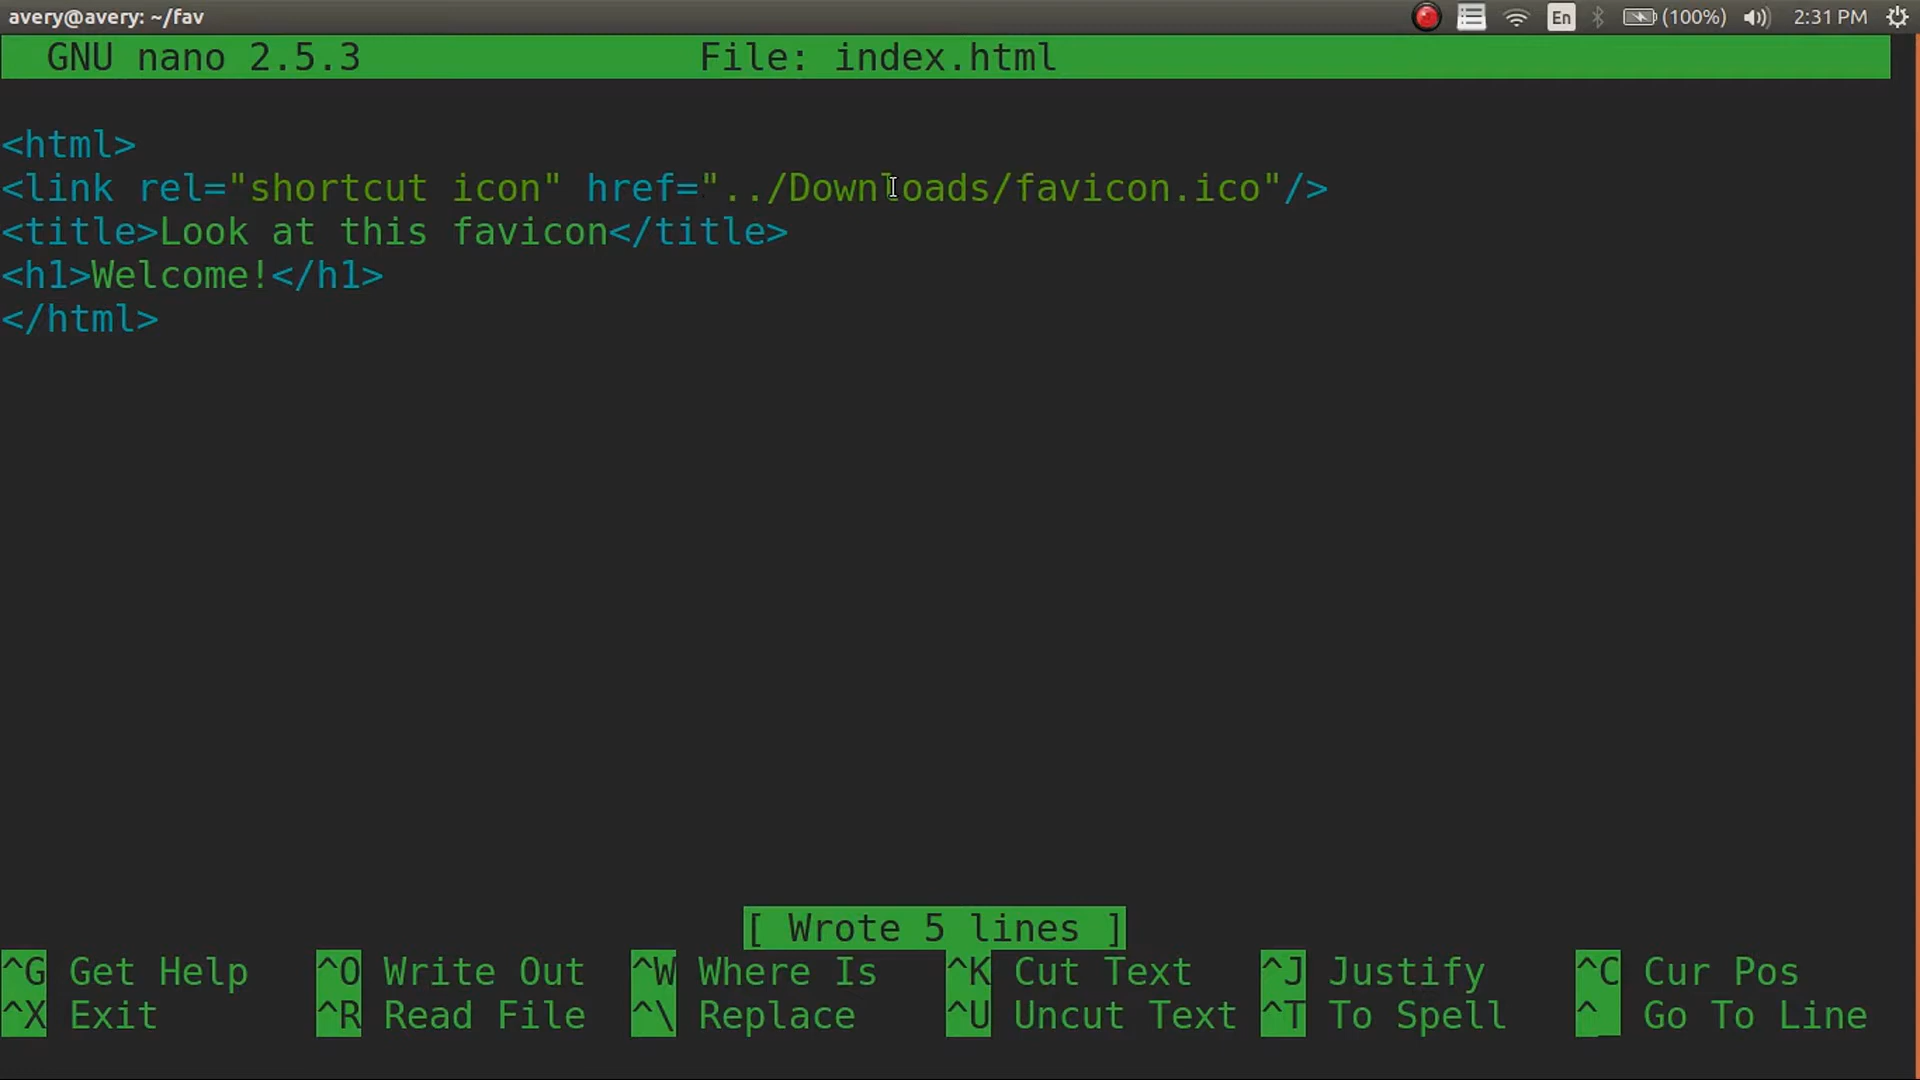 avery@avery: ~/fav En (100%) 2:31 PM
GNU nano 2.5.3 File: index.html
<html>
<link rel="shortcut icon" href="../Downloads/favicon.ico"/>
<title>Look at this favicon</title>
<h1>Welcome!</h1>
</html>
[ Wrote 5 lines ]
^G Get Help ^O Write Out ^W Where Is ^K Cut Text ^J Justify ^C Cur Pos
^X Exit ^R Read File ^\ Replace ^U Uncut Text ^T To Spell ^_ Go To Line